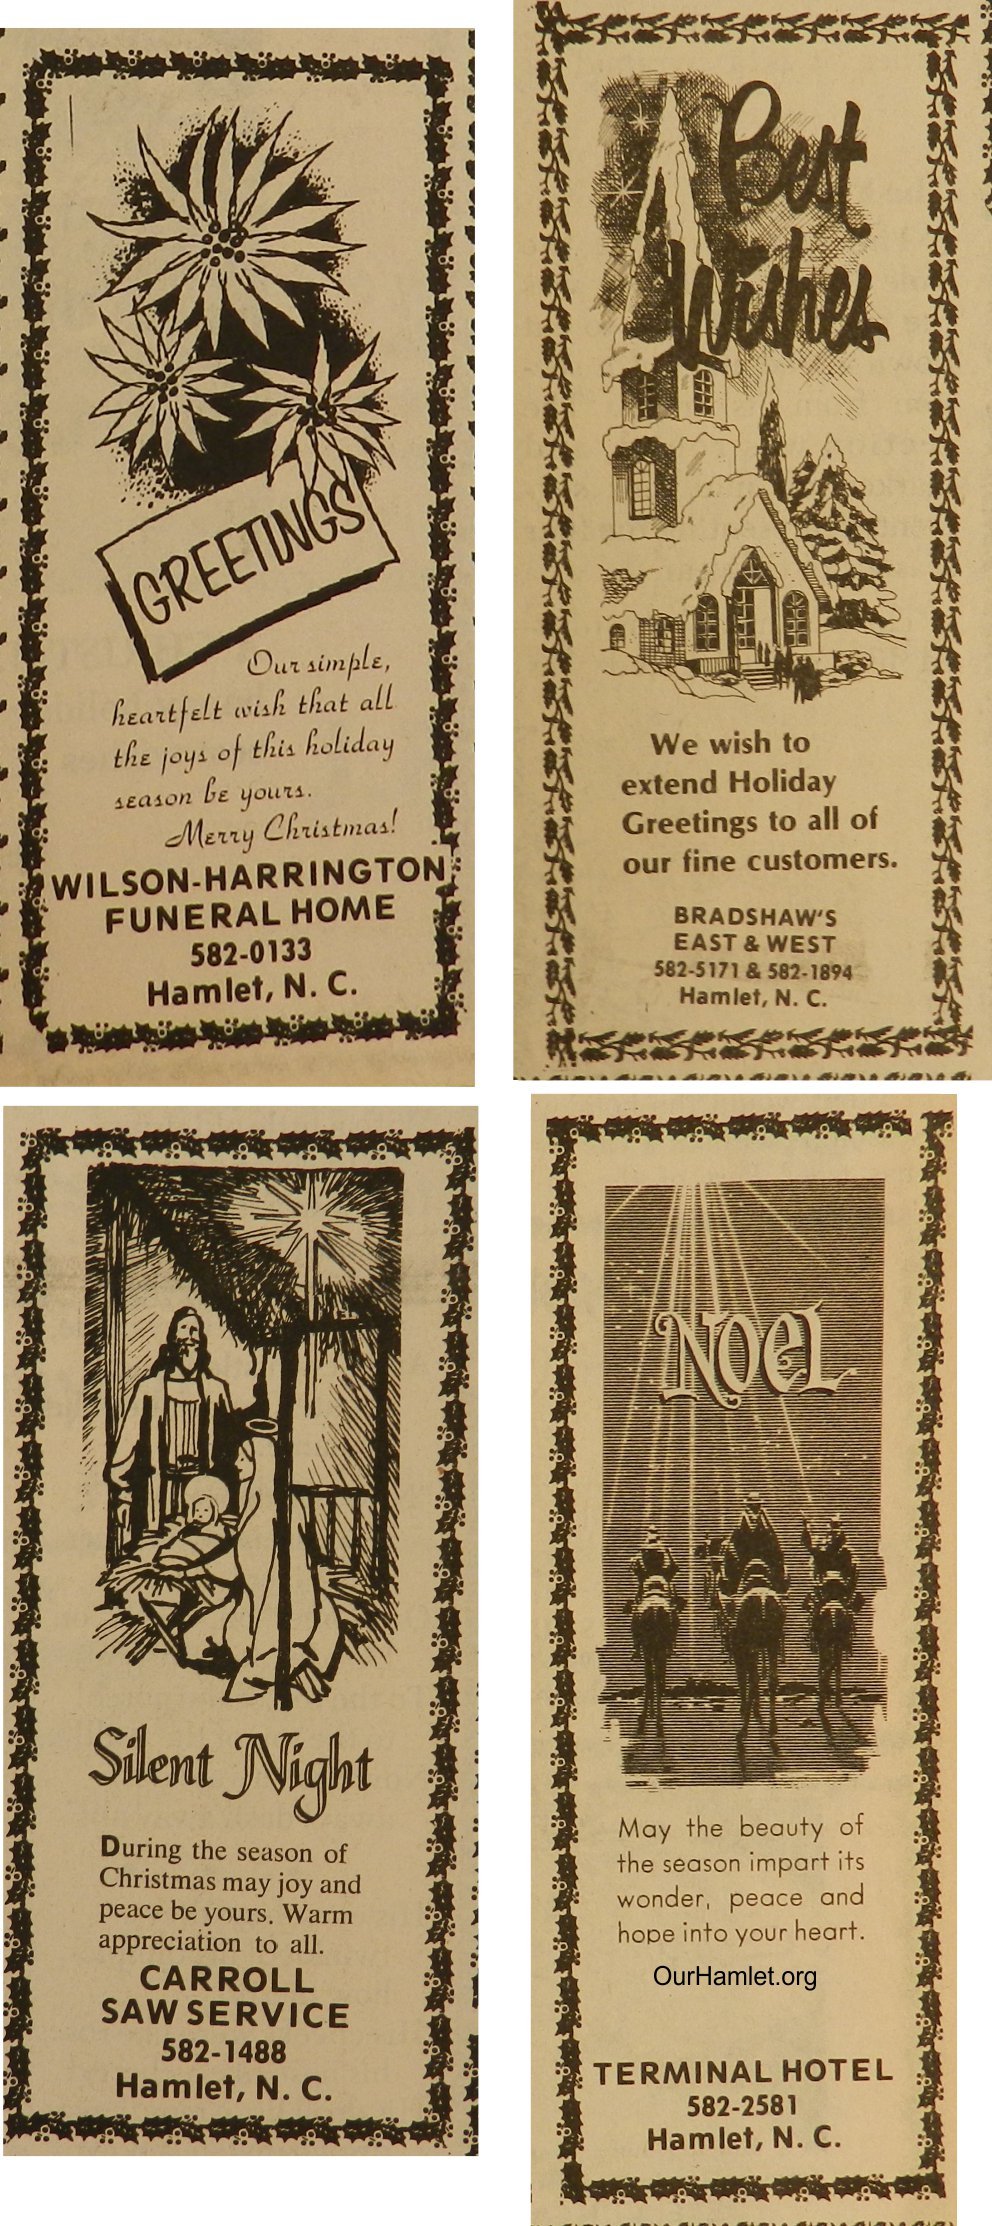 GREETINGS
Our simple,
heartfelt wish that all
the joys of this holiday
season be yours.
Merry Christmas!
WILSON-HARRINGTON
FUNERAL HOME
582-0133
Hamlet, N. C.
Best
Wishes
We wish to
extend Holiday
Greetings to all of
our fine customers.
BRADSHAW'S
EAST & WEST
582-5171 & 582-1894
Hamlet, N. C.
Silent Night
During the season of
Christmas may joy and
peace be yours. Warm
appreciation to all.
CARROLL
SAW SERVICE
582-1488
Hamlet, N. C.
NOEL
May the beauty of
the season impart its
wonder, peace and
hope into your heart.
OurHamlet.org
TERMINAL HOTEL
582-2581
Hamlet, N. C.